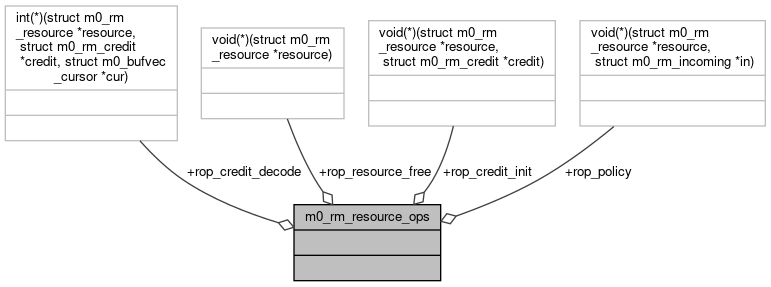 int(*)(struct m0_rm
_resource *resource,
struct m0_rm_credit
*credit, struct m0_bufvec
_cursor *cur)
void(*)(struct m0_rm
_resource *resource)
void(*)(struct m0_rm
_resource *resource,
struct m0_rm_credit *credit)
void(*)(struct m0_rm
_resource *resource,
struct m0_rm_incoming *in)
+rop_credit_decode
+rop_resource_free
+rop_credit_init
+rop_policy
m0_rm_resource_ops